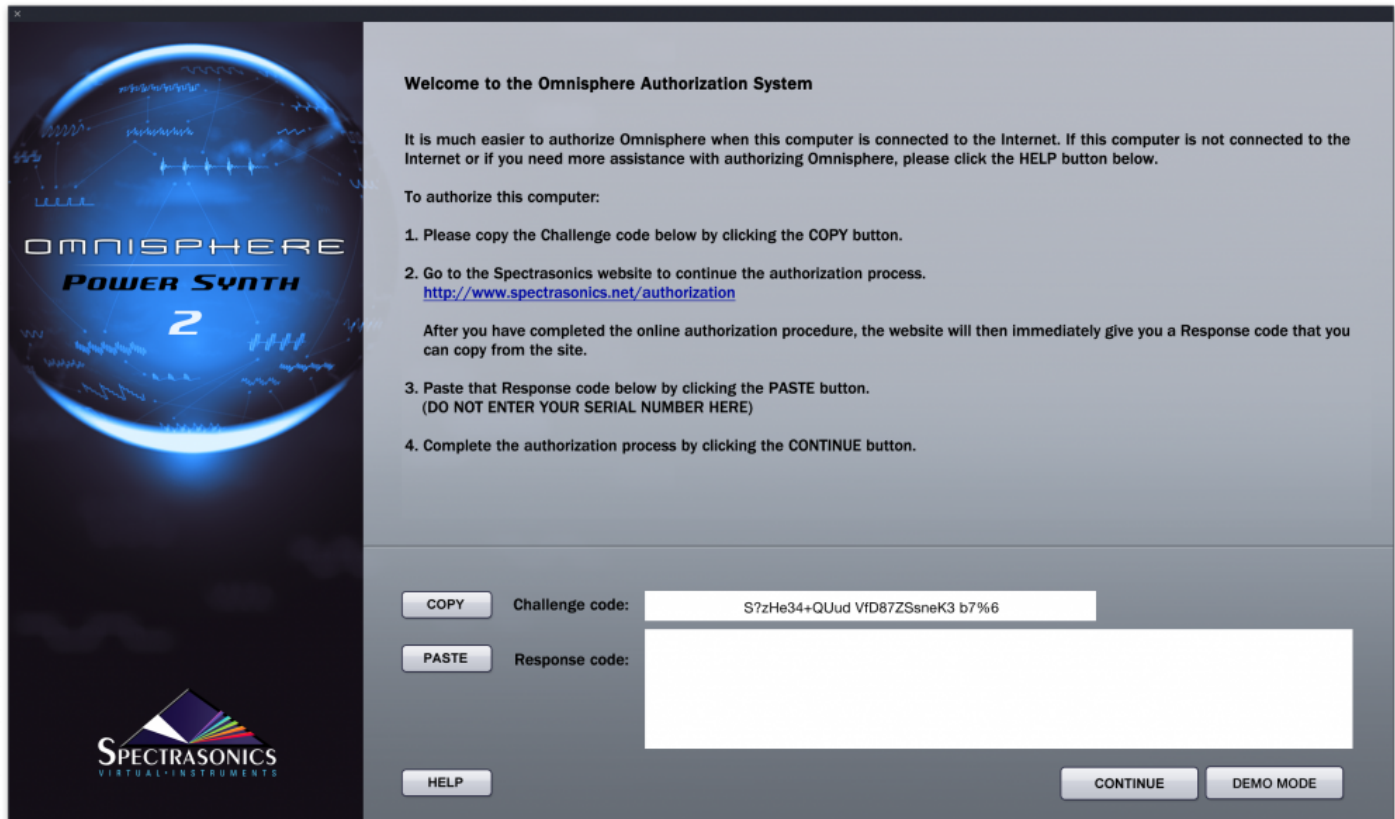 OMNISPHERE
POWER SYNTH
2
SPECTRASONICS
VIRTUAL•INSTRUMENTS
Welcome to the Omnisphere Authorization System
It is much easier to authorize Omnisphere when this computer is connected to the Internet. If this computer is not connected to the
Internet or if you need more assistance with authorizing Omnisphere, please click the HELP button below.
To authorize this computer:
1. Please copy the Challenge code below by clicking the COPY button.
2. Go to the Spectrasonics website to continue the authorization process.
http://www.spectrasonics.net/authorization
After you have completed the online authorization procedure, the website will then immediately give you a Response code that you
can copy from the site.
3. Paste that Response code below by clicking the PASTE button.
(DO NOT ENTER YOUR SERIAL NUMBER HERE)
4. Complete the authorization process by clicking the CONTINUE button.
COPY Challenge code: S?zHe34+QUud VfD87ZSsneK3 b7%6
PASTE Response code:
HELP CONTINUE DEMO MODE